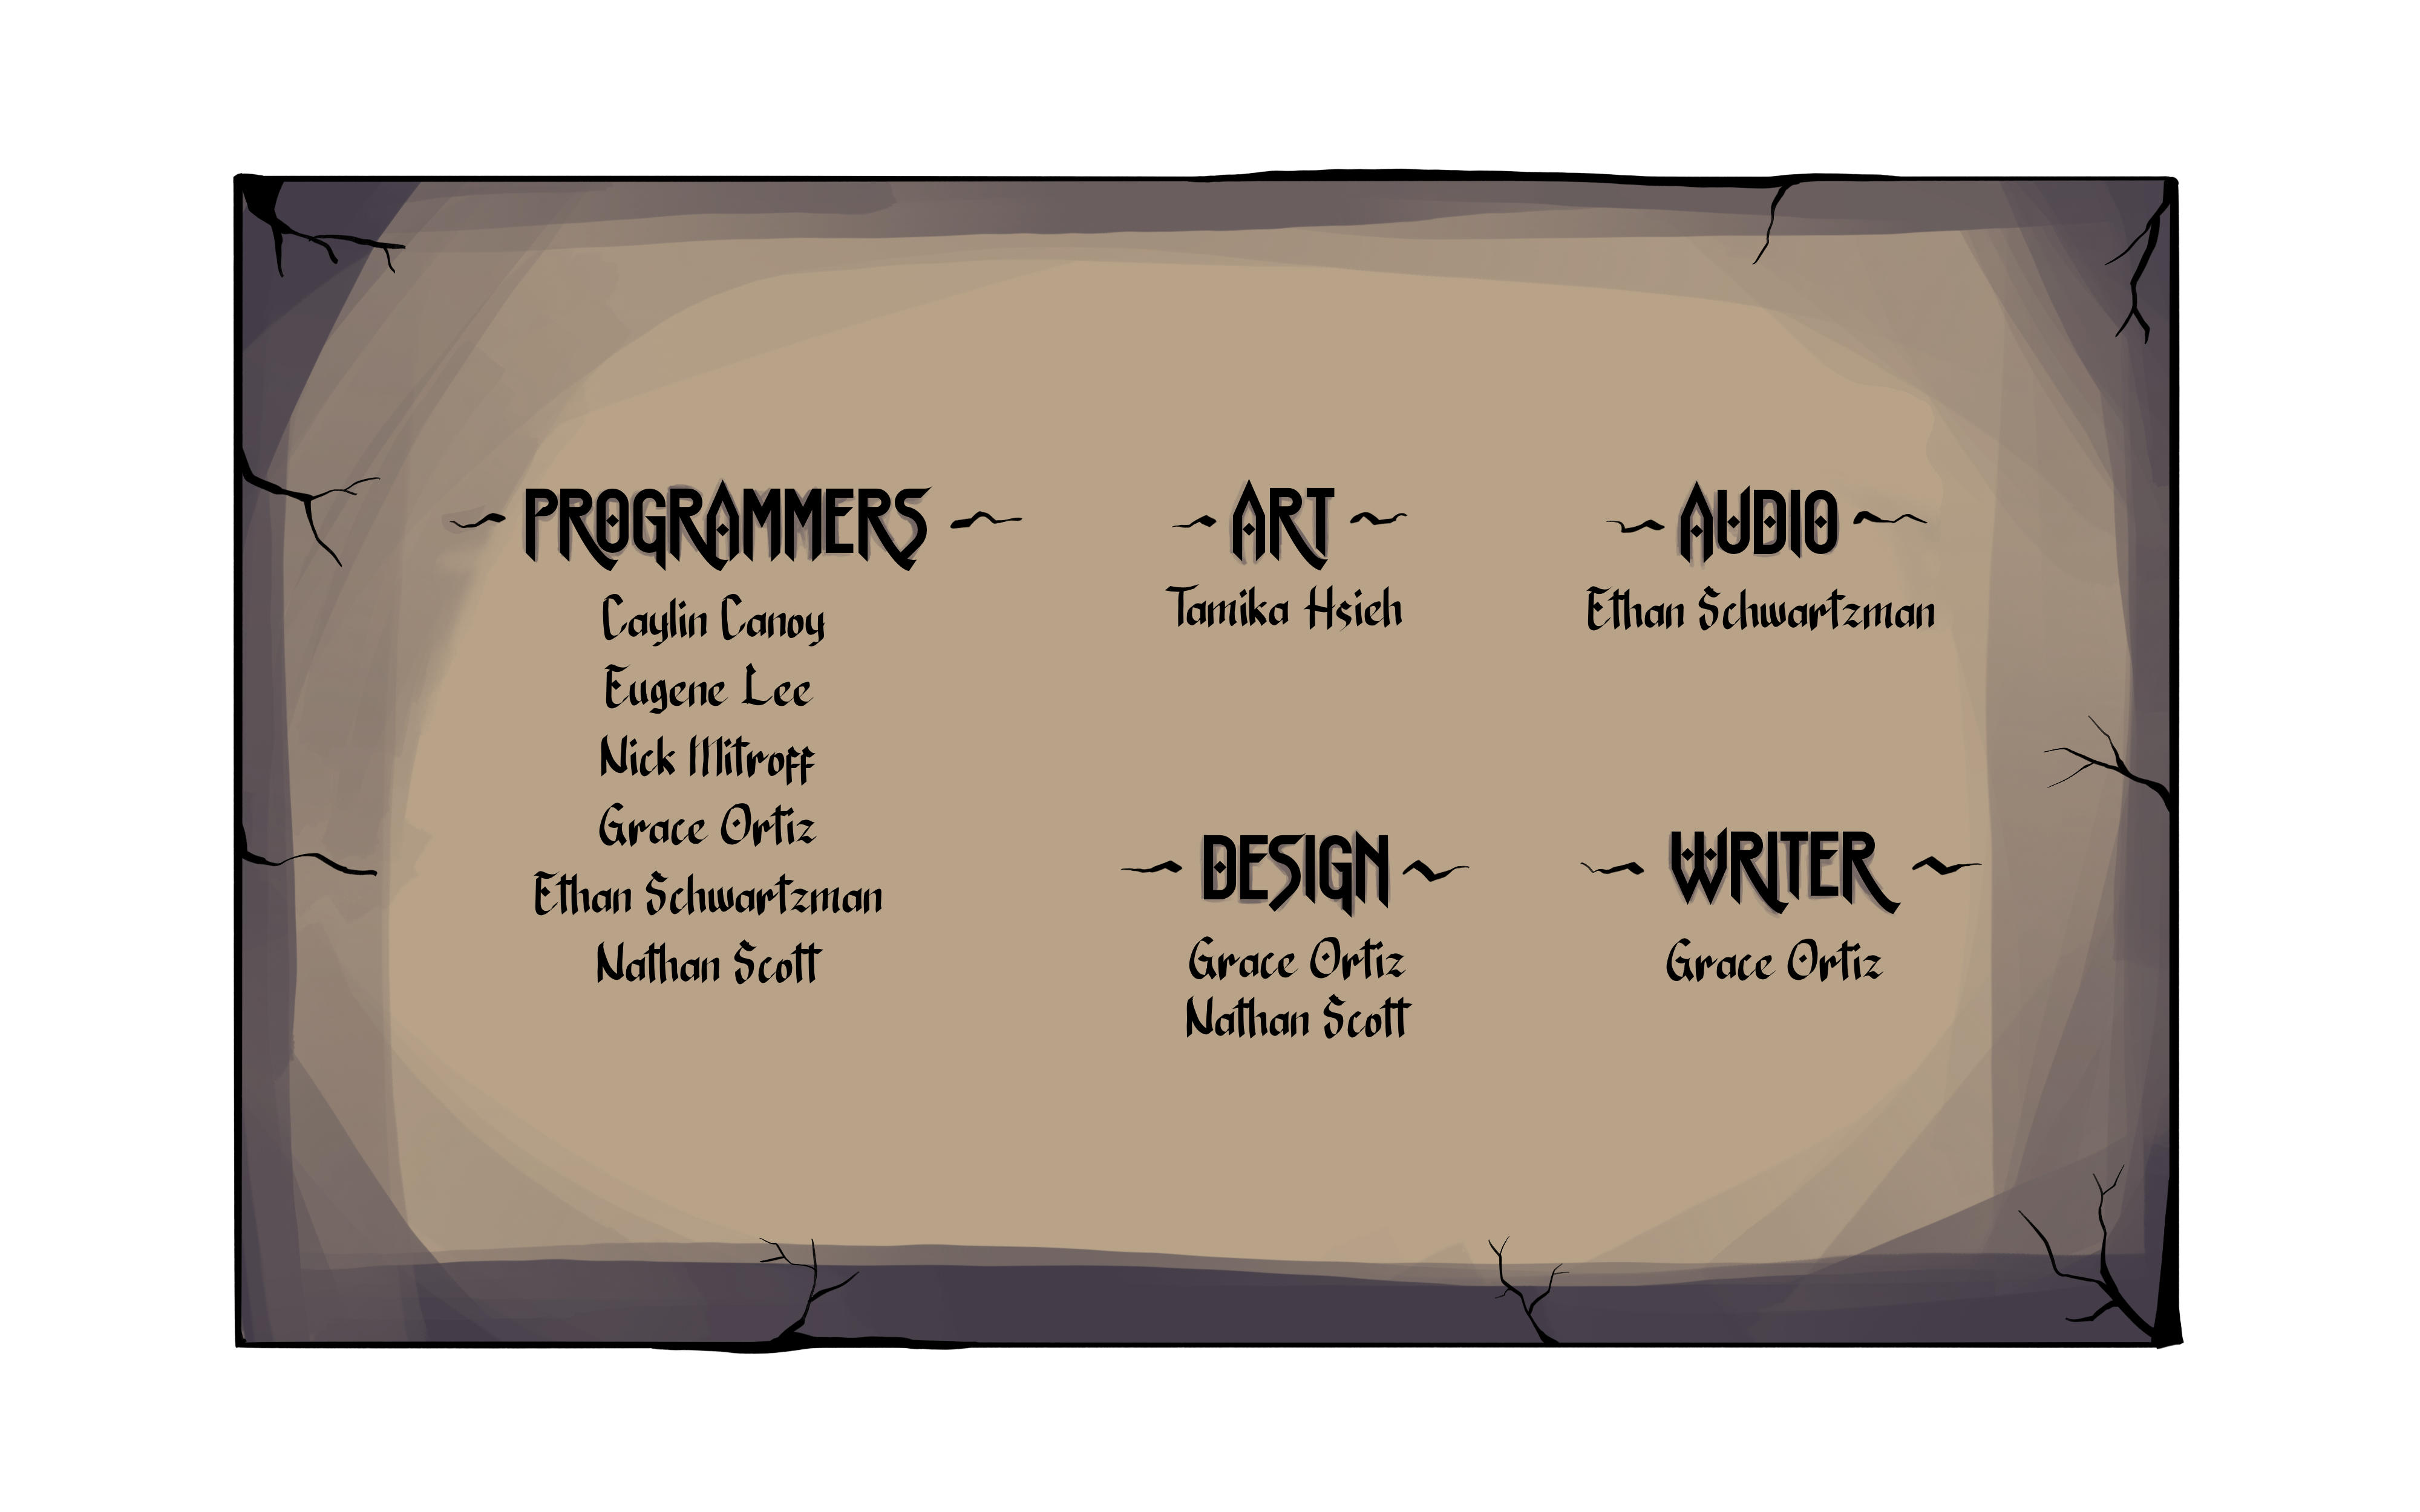 PROGRAMMERS
Caylin Canoy
Eugene Lee
Nick Mitroff
Grace Ortiz
Ethan Schwartzman
Nathan Scott
ART
Tamika Hsieh
AUDIO
Ethan Schwartzman
DESIGN
Grace Ortiz
Nathan Scott
WRITER
Grace Ortiz